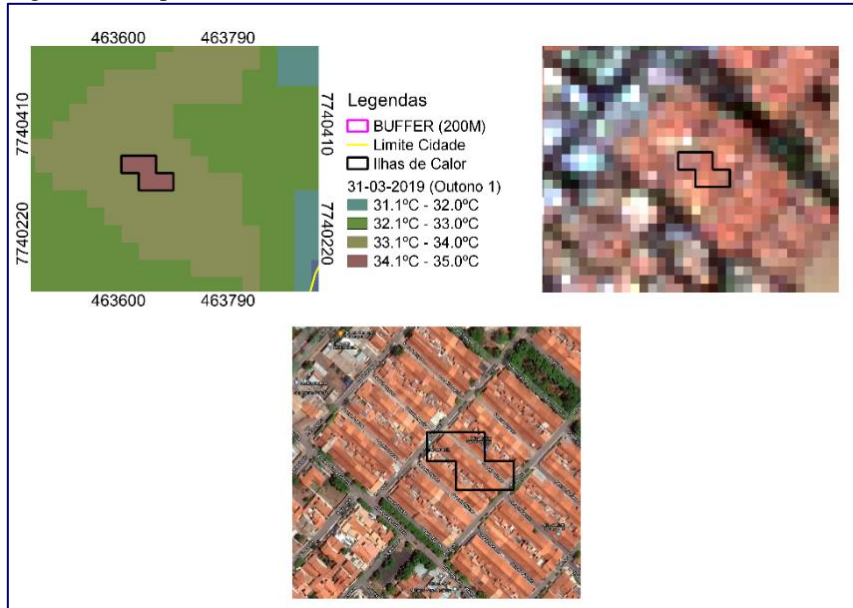 463600 463790
7740410
7740220
7740410
7740220
463600 463790
Legendas
BUFFER (200M)
Limite Cidade
Ilhas de Calor
31-03-2019 (Outono 1)
31.1ºC - 32.0ºC
32.1ºC - 33.0ºC
33.1ºC - 34.0ºC
34.1ºC - 35.0ºC